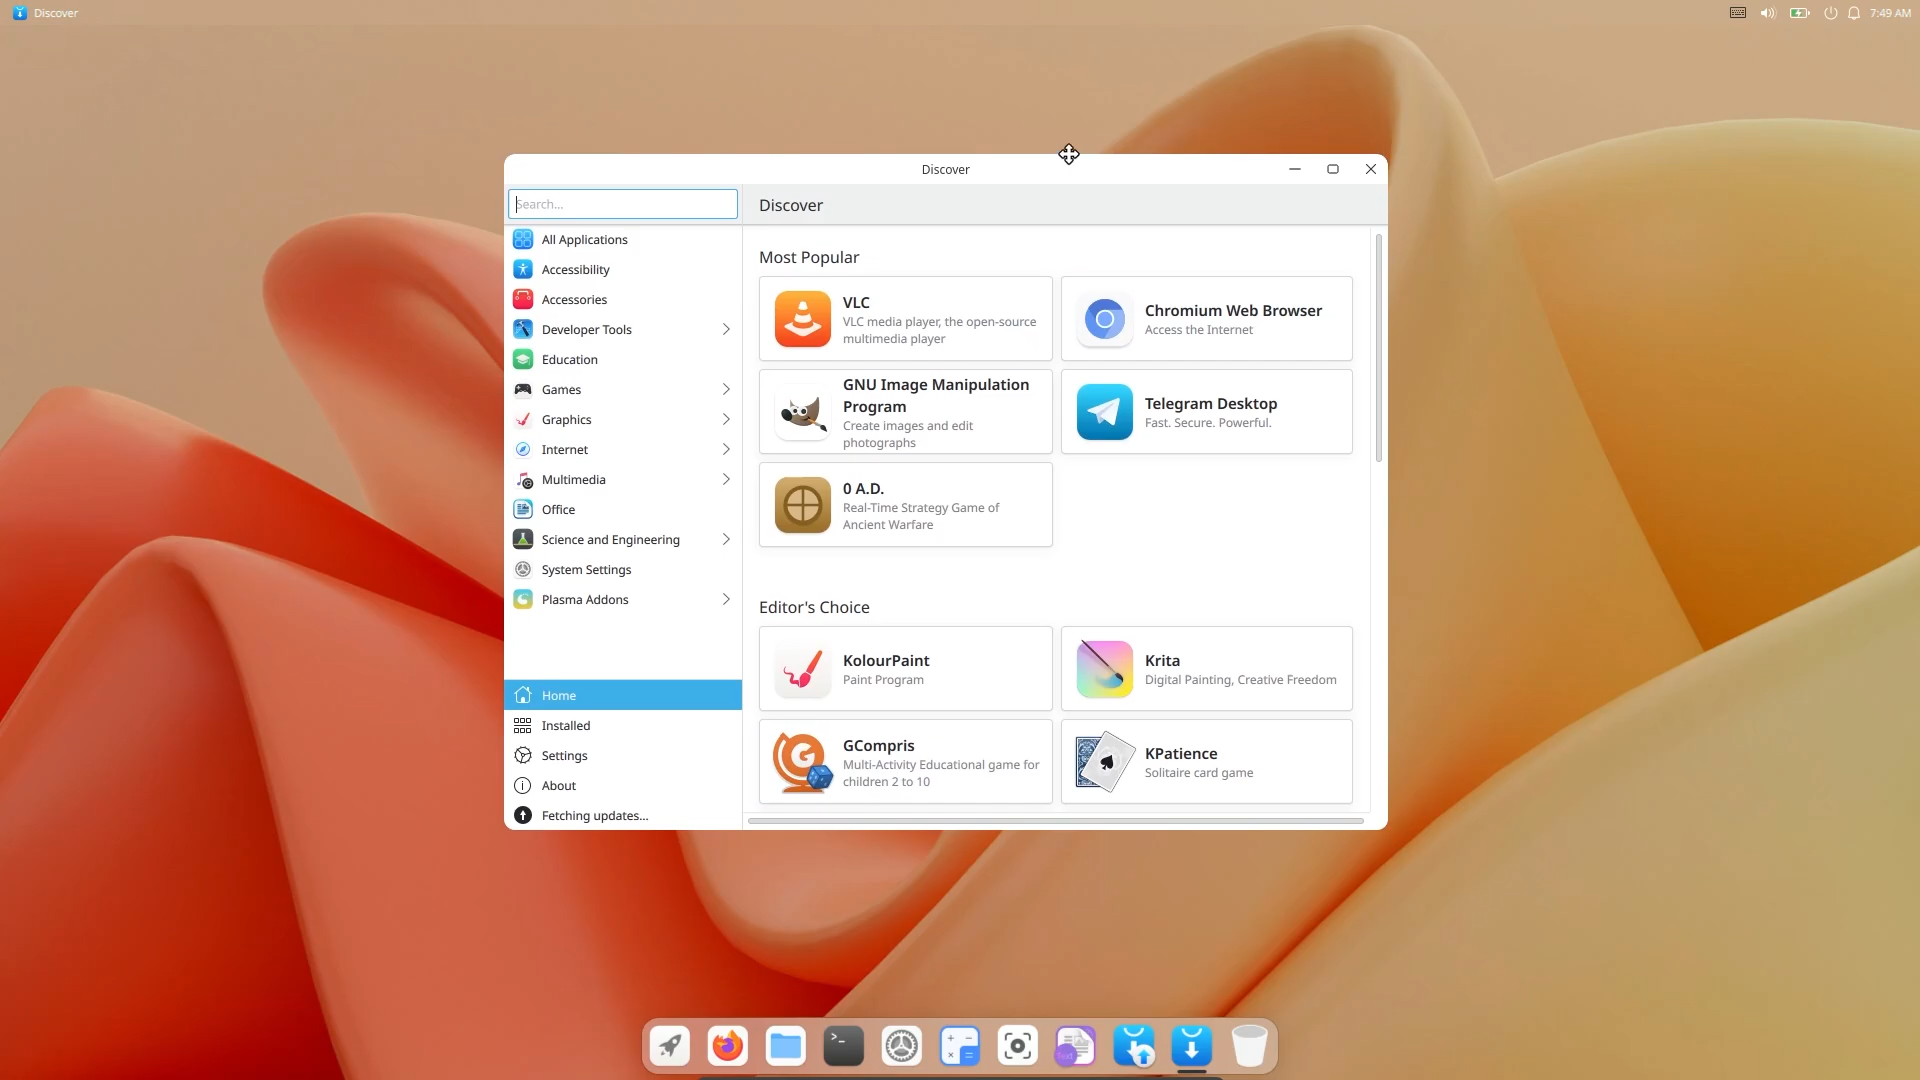 Discover
7:49 AM
Discover
Search...
Discover
All Applications
Accessibility
Accessories
Developer Tools
Education
Games
Graphics
Internet
Multimedia
Office
Science and Engineering
System Settings
Plasma Addons
Home
Installed
Settings
About
Fetching updates...
Most Popular
VLC
VLC media player, the open-source
multimedia player
Chromium Web Browser
Access the Internet
GNU Image Manipulation
Program
Create images and edit
photographs
Telegram Desktop
Fast. Secure. Powerful.
0 A.D.
Real-Time Strategy Game of
Ancient Warfare
Editor's Choice
KolourPaint
Paint Program
Krita
Digital Painting, Creative Freedom
GCompris
Multi-Activity Educational game for
children 2 to 10
KPatience
Solitaire card game